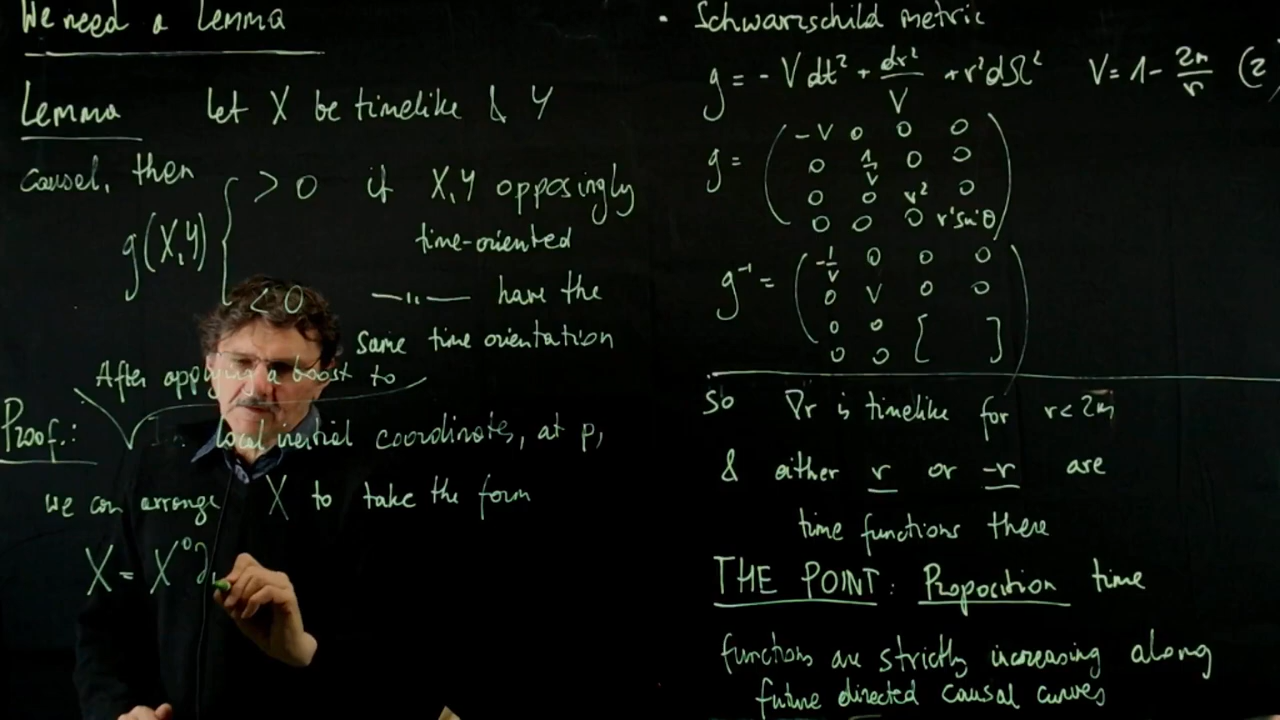 We need a Lemma
Lemma Let X be timelike & Y
causal, then
g(X,Y) { > 0 if X,Y opposingly
time-oriented
< 0 —"— have the
same time orientation
After applying a boost to
Proof.: local inertial coordinates, at p,
we can arrange X to take the form
X = X⁰∂
• Schwarzschild metric
g = - V dt² + dr²/V + r²dΩ² V = 1 - 2m/r (2
g = ( -V 0 0 0
0 1/V 0 0
0 0 r² 0
0 0 0 r²sin²θ )
g⁻¹ = ( -1/V 0 0 0
0 V 0 0
0 0 [
0 0 ] )
so ∇r is timelike for r < 2m
& either r or -r are
time functions there
THE POINT: Proposition time
functions are strictly increasing along
future directed causal curves